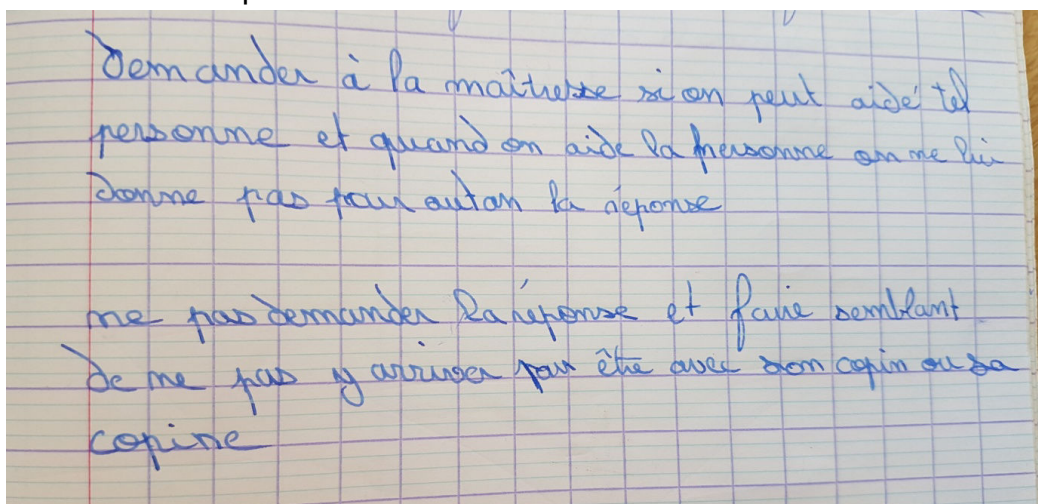 Demander à la maîtresse si on peut aidé tel
personne et quand on aide la personne on ne lui
donne pas pour autan la réponse
ne pas demander la réponse et faire semblant
de ne pas y arriver pour être avec son copin ou sa
copine